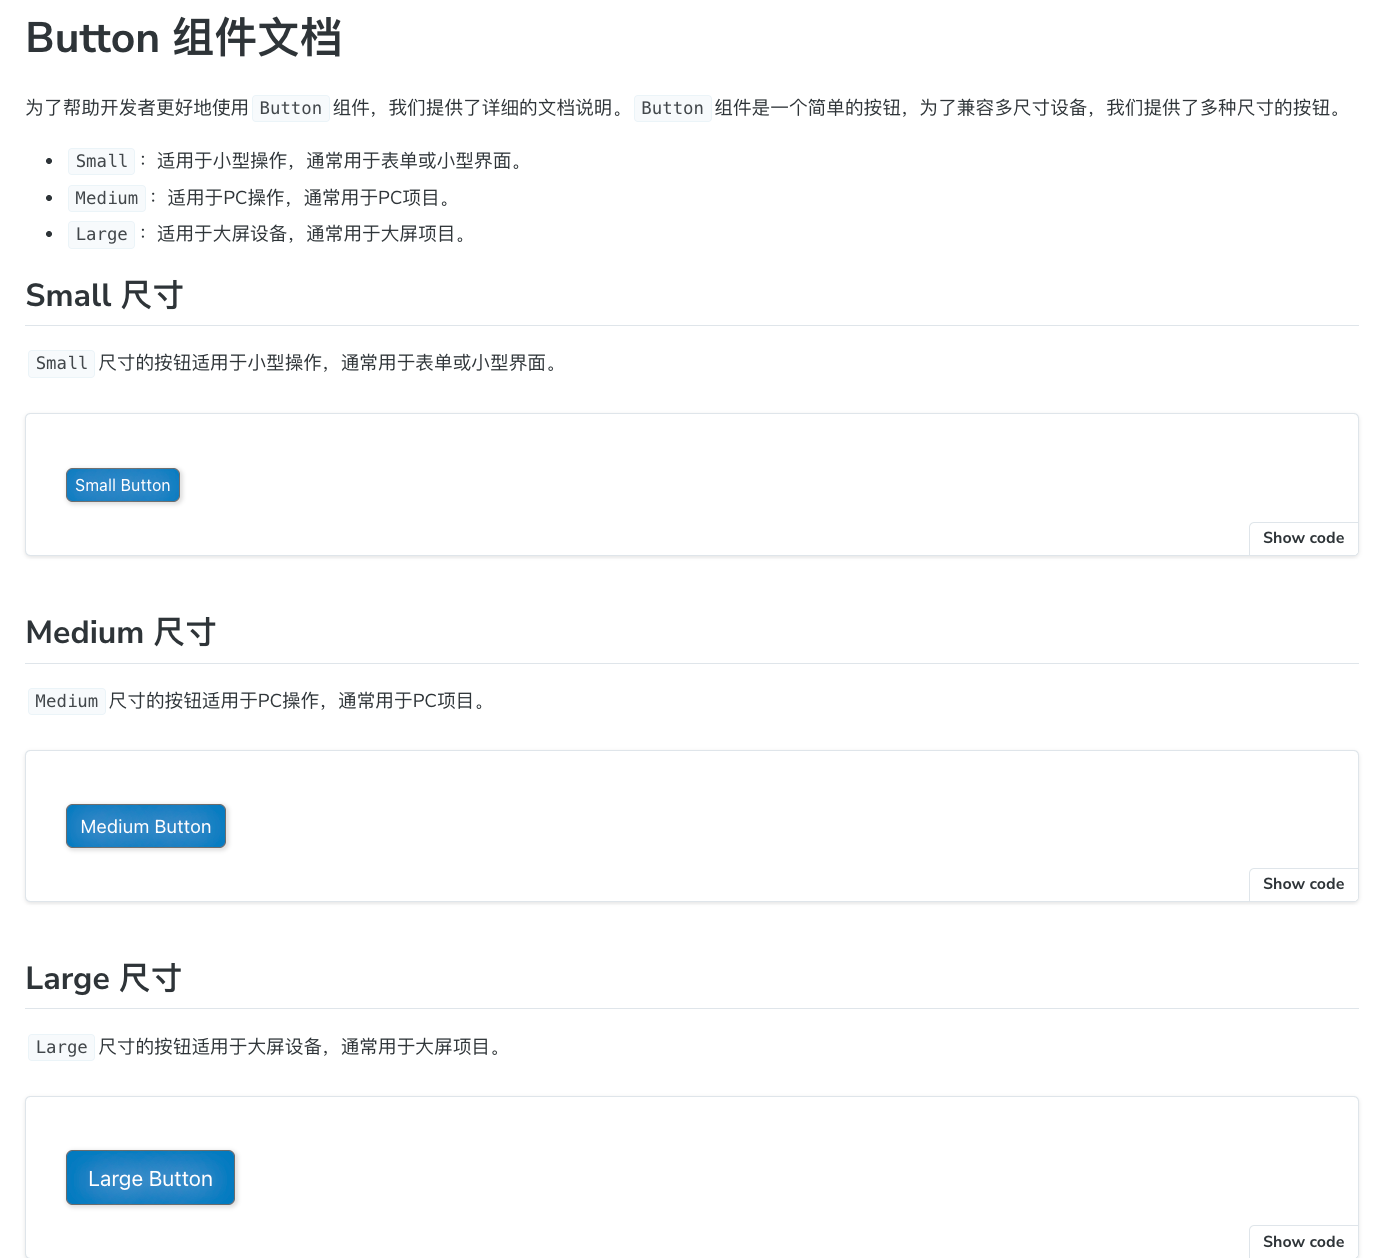 Button 组件文档
为了帮助开发者更好地使用 Button 组件，我们提供了详细的文档说明。 Button 组件是一个简单的按钮，为了兼容多尺寸设备，我们提供了多种尺寸的按钮。
• Small ：适用于小型操作，通常用于表单或小型界面。
• Medium ：适用于PC操作，通常用于PC项目。
• Large ：适用于大屏设备，通常用于大屏项目。
Small 尺寸
Small 尺寸的按钮适用于小型操作，通常用于表单或小型界面。
Small Button
Show code
Medium 尺寸
Medium 尺寸的按钮适用于PC操作，通常用于PC项目。
Medium Button
Show code
Large 尺寸
Large 尺寸的按钮适用于大屏设备，通常用于大屏项目。
Large Button
Show code